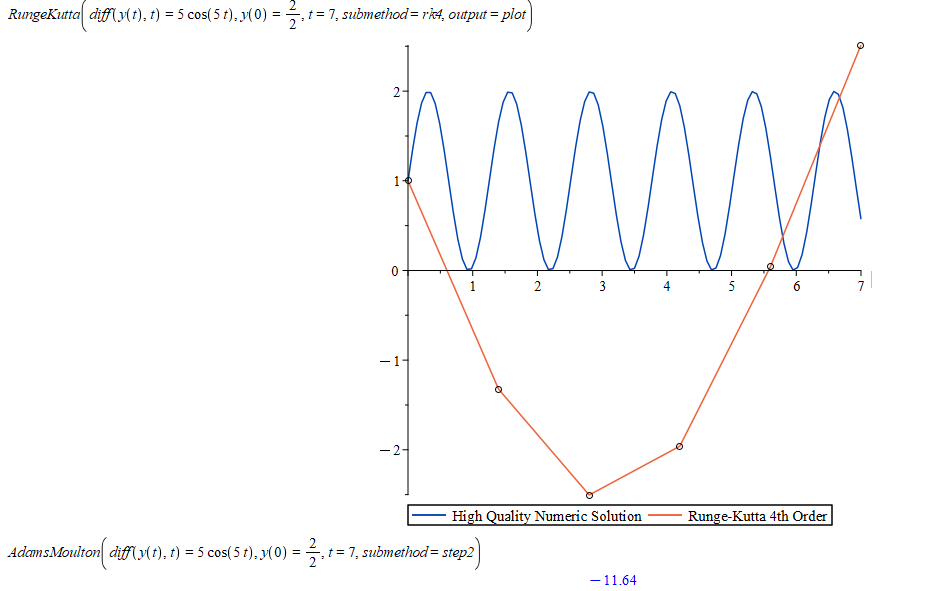 RungeKutta(diff(y(t), t) = 5 cos(5 t), y(0) = 2/2, t = 7, submethod = rk4, output = plot)
2
1
0
1 2 3 4 5 6 7
−1
−2
High Quality Numeric Solution Runge-Kutta 4th Order
AdamsMoulton(diff(y(t), t) = 5 cos(5 t), y(0) = 2/2, t = 7, submethod = step2)
−11.64